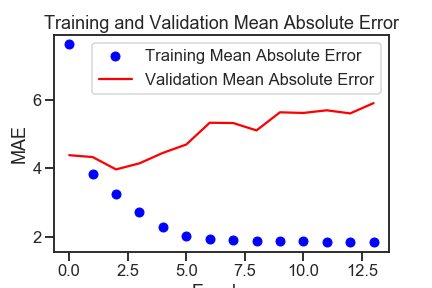 Training and Validation Mean Absolute Error
Training Mean Absolute Error
Validation Mean Absolute Error
MAE
6
4
2
0.0 2.5 5.0 7.5 10.0 12.5